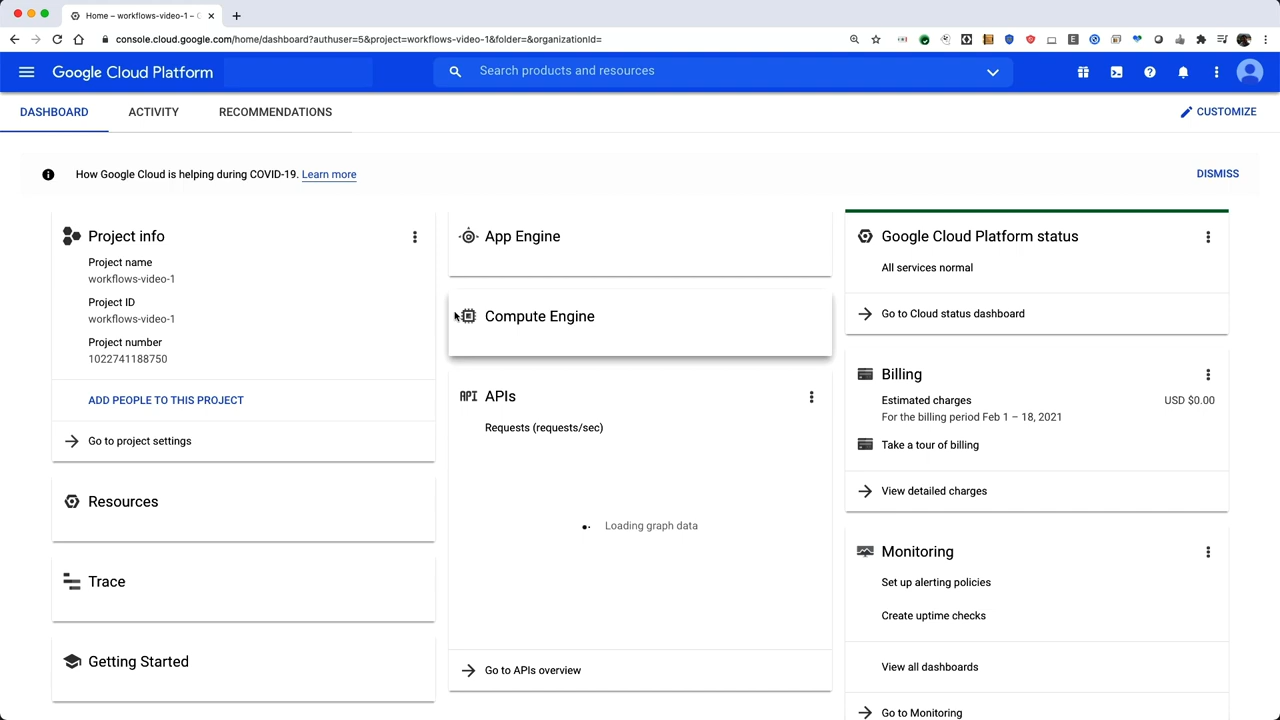 Home – workflows-video-1 –
console.cloud.google.com/home/dashboard?authuser=5&project=workflows-video-1&folder=&organizationId=
Google Cloud Platform
Search products and resources
DASHBOARD
ACTIVITY
RECOMMENDATIONS
CUSTOMIZE
How Google Cloud is helping during COVID-19. Learn more
DISMISS
Project info
Project name
workflows-video-1
Project ID
workflows-video-1
Project number
1022741188750
ADD PEOPLE TO THIS PROJECT
Go to project settings
Resources
Trace
Getting Started
App Engine
Compute Engine
API APIs
Requests (requests/sec)
Loading graph data
Go to APIs overview
Google Cloud Platform status
All services normal
Go to Cloud status dashboard
Billing
Estimated charges
USD $0.00
For the billing period Feb 1 – 18, 2021
Take a tour of billing
View detailed charges
Monitoring
Set up alerting policies
Create uptime checks
View all dashboards
Go to Monitoring